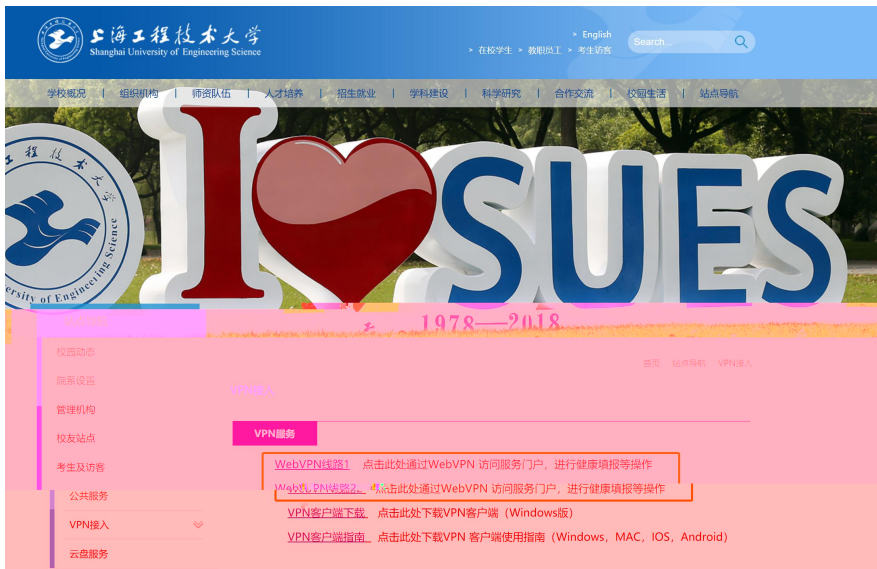 上海工程技术大学
Shanghai University of Engineering Science
> English
> 在校学生 > 教职员工 > 考生访客
Search...
学校概况 | 组织机构 | 师资队伍 | 人才培养 | 招生就业 | 学科建设 | 科学研究 | 合作交流 | 校园生活 | 站点导航
工程技术大学
I SUES
ersity of Engineering Science
1978—2018
校园动态
首页 站点导航 VPN接入
院系设置
VPN接入
管理机构
校友站点
VPN服务
考生及访客
WebVPN线路1 点击此处通过WebVPN 访问服务门户，进行健康填报等操作
WebVPN线路2 点击此处通过WebVPN 访问服务门户，进行健康填报等操作
公共服务
VPN客户端下载 点击此处下载VPN客户端（Windows版）
VPN接入
VPN客户端指南 点击此处下载VPN 客户端使用指南（Windows，MAC，IOS，Android）
云盘服务